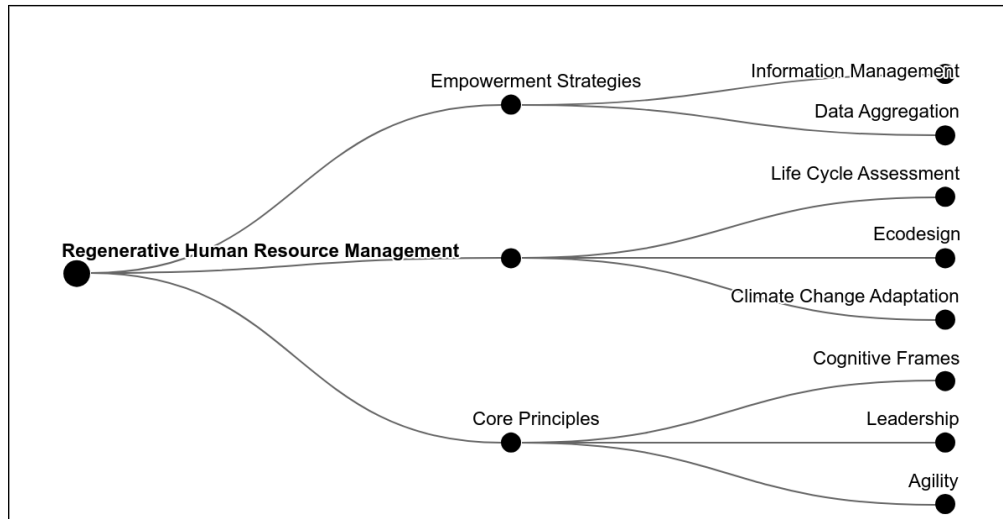 Information Management
Empowerment Strategies
Data Aggregation
Life Cycle Assessment
Ecodesign
Regenerative Human Resource Management
Climate Change Adaptation
Cognitive Frames
Core Principles
Leadership
Agility